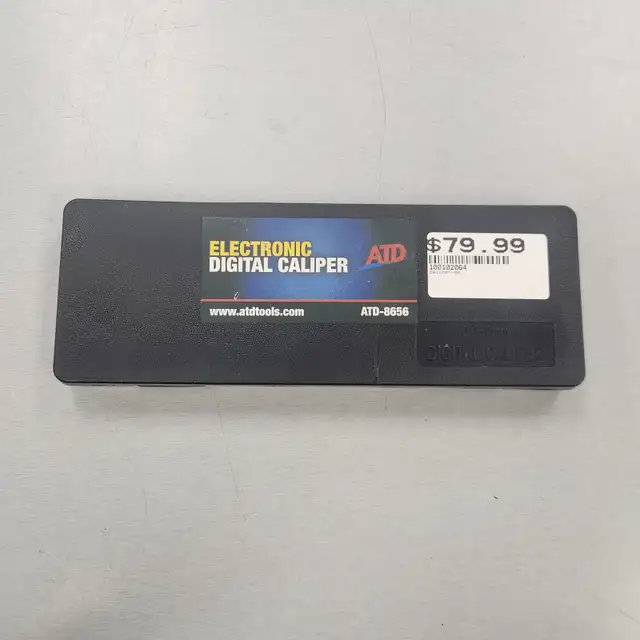 ELECTRONIC
DIGITAL CALIPER
ATD
www.atdtools.com
ATD-8656
$79.99
100102064